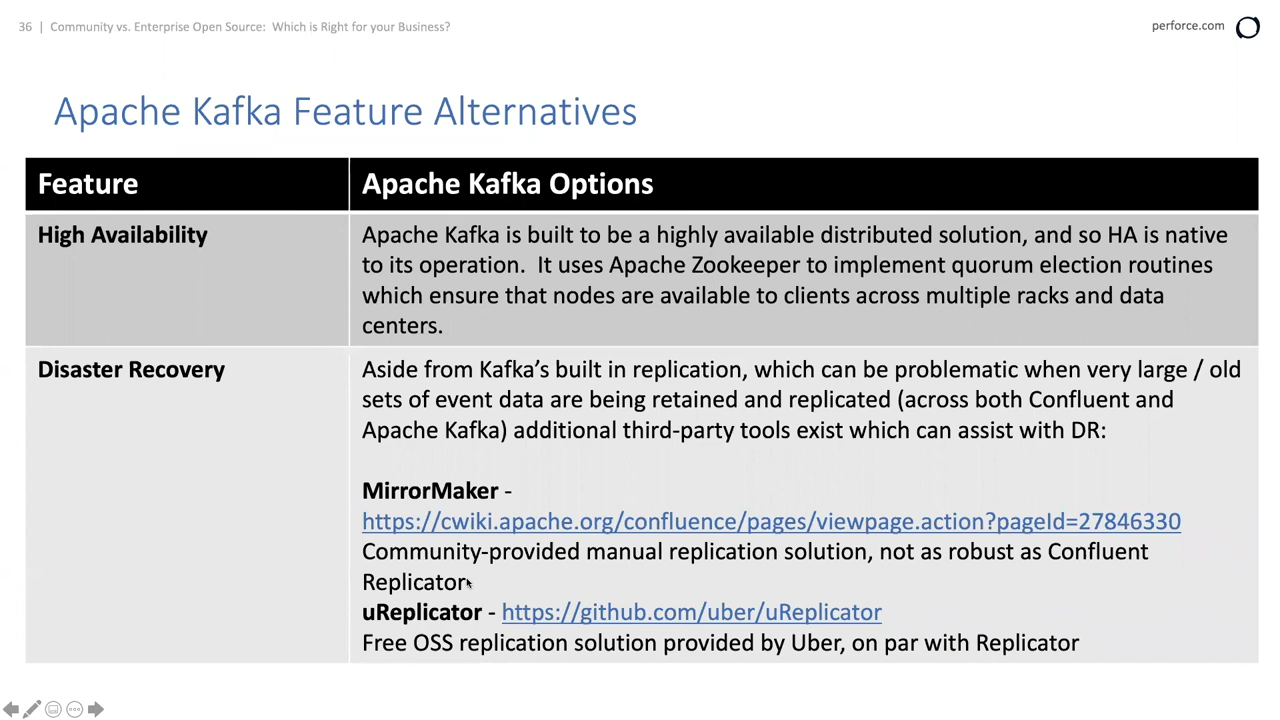 36 | Community vs. Enterprise Open Source: Which is Right for your Business?
perforce.com
Apache Kafka Feature Alternatives
Feature
Apache Kafka Options
High Availability
Apache Kafka is built to be a highly available distributed solution, and so HA is native
to its operation. It uses Apache Zookeeper to implement quorum election routines
which ensure that nodes are available to clients across multiple racks and data
centers.
Disaster Recovery
Aside from Kafka’s built in replication, which can be problematic when very large / old
sets of event data are being retained and replicated (across both Confluent and
Apache Kafka) additional third-party tools exist which can assist with DR:
MirrorMaker -
https://cwiki.apache.org/confluence/pages/viewpage.action?pageId=27846330
Community-provided manual replication solution, not as robust as Confluent
Replicator
uReplicator - https://github.com/uber/uReplicator
Free OSS replication solution provided by Uber, on par with Replicator